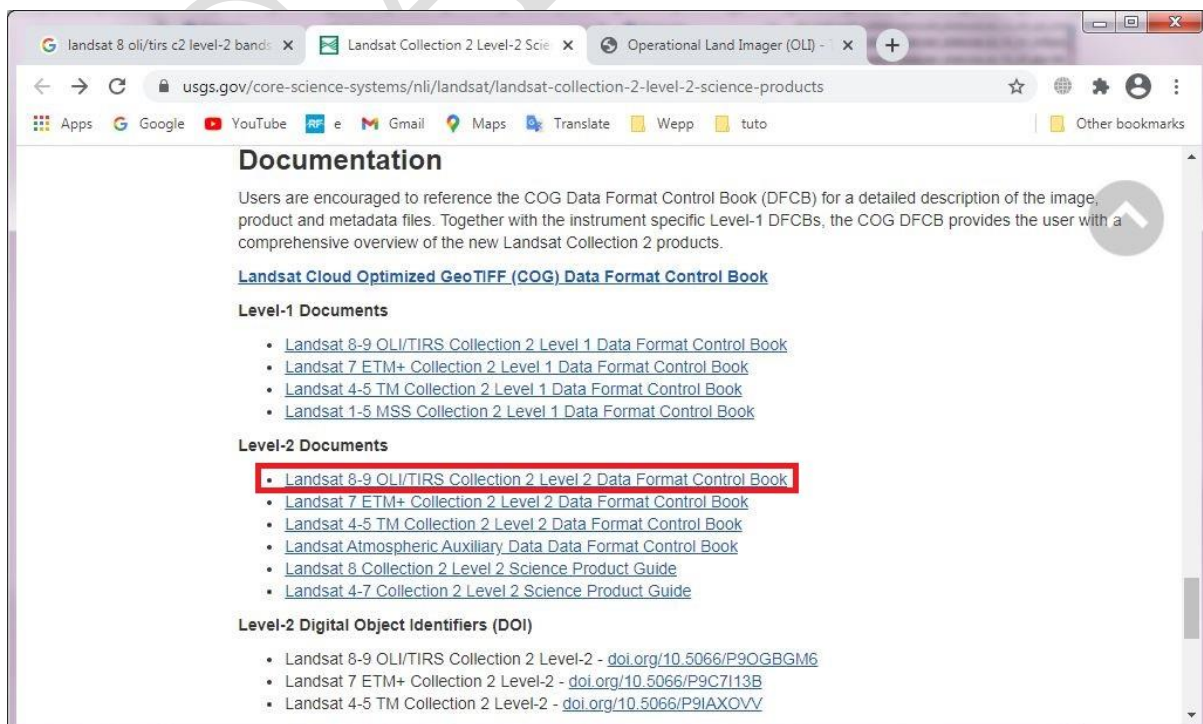 landsat 8 oli/tirs c2 level-2 bands
Landsat Collection 2 Level-2 Scie
Operational Land Imager (OLI) -
usgs.gov/core-science-systems/nli/landsat/landsat-collection-2-level-2-science-products
Apps Google YouTube RF e Gmail Maps Translate Wepp tuto Other bookmarks
Documentation
Users are encouraged to reference the COG Data Format Control Book (DFCB) for a detailed description of the image,
product and metadata files. Together with the instrument specific Level-1 DFCBs, the COG DFCB provides the user with a
comprehensive overview of the new Landsat Collection 2 products.
Landsat Cloud Optimized GeoTIFF (COG) Data Format Control Book
Level-1 Documents
• Landsat 8-9 OLI/TIRS Collection 2 Level 1 Data Format Control Book
• Landsat 7 ETM+ Collection 2 Level 1 Data Format Control Book
• Landsat 4-5 TM Collection 2 Level 1 Data Format Control Book
• Landsat 1-5 MSS Collection 2 Level 1 Data Format Control Book
Level-2 Documents
• Landsat 8-9 OLI/TIRS Collection 2 Level 2 Data Format Control Book
• Landsat 7 ETM+ Collection 2 Level 2 Data Format Control Book
• Landsat 4-5 TM Collection 2 Level 2 Data Format Control Book
• Landsat Atmospheric Auxiliary Data Data Format Control Book
• Landsat 8 Collection 2 Level 2 Science Product Guide
• Landsat 4-7 Collection 2 Level 2 Science Product Guide
Level-2 Digital Object Identifiers (DOI)
• Landsat 8-9 OLI/TIRS Collection 2 Level-2 - doi.org/10.5066/P9OGBGM6
• Landsat 7 ETM+ Collection 2 Level-2 - doi.org/10.5066/P9C7I13B
• Landsat 4-5 TM Collection 2 Level-2 - doi.org/10.5066/P9IAXOVV